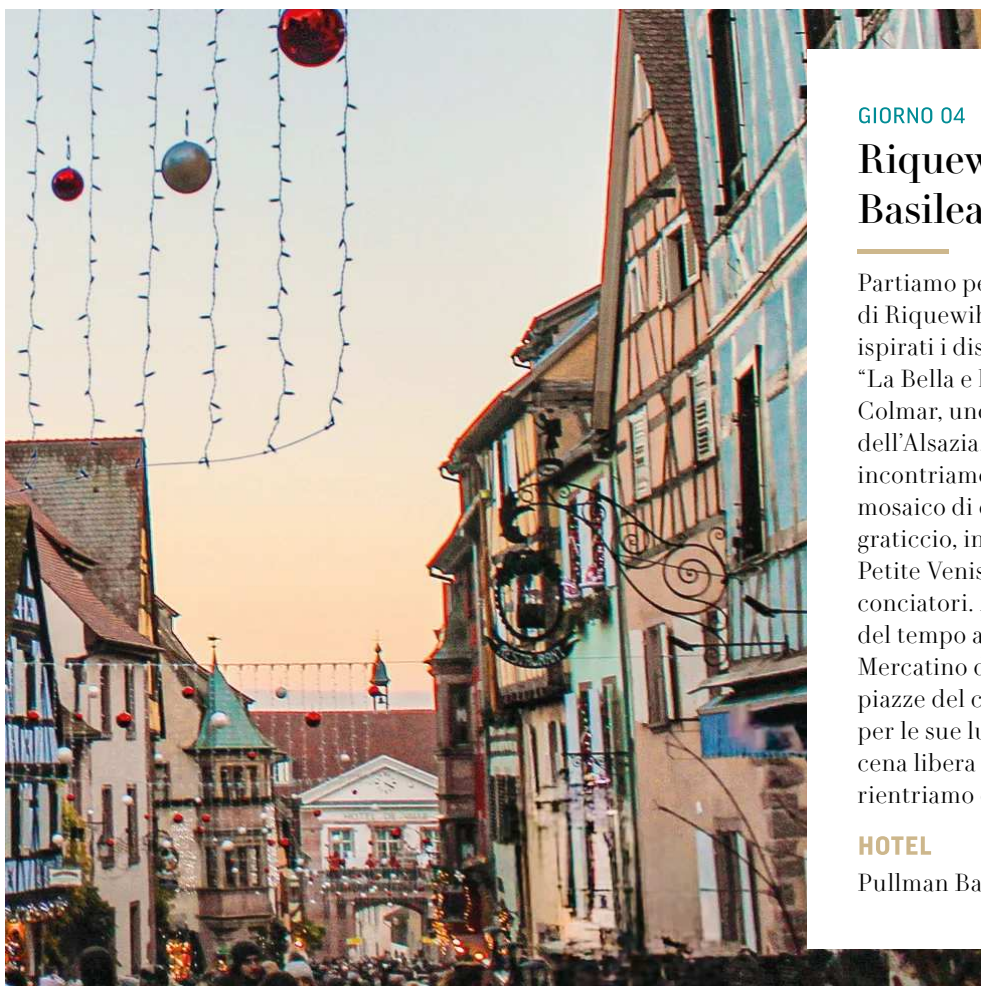 GIORNO 04
Riquew
Basilea
Partiamo pe
di Riquewih
ispirati i dis
“La Bella e l
Colmar, uno
dell’Alsazia
incontriamo
mosaico di c
graticcio, in
Petite Venis
conciatori.
del tempo a
Mercatino d
piazze del c
per le sue lu
cena libera
rientriamo
HOTEL
Pullman Ba
RESTAURANT